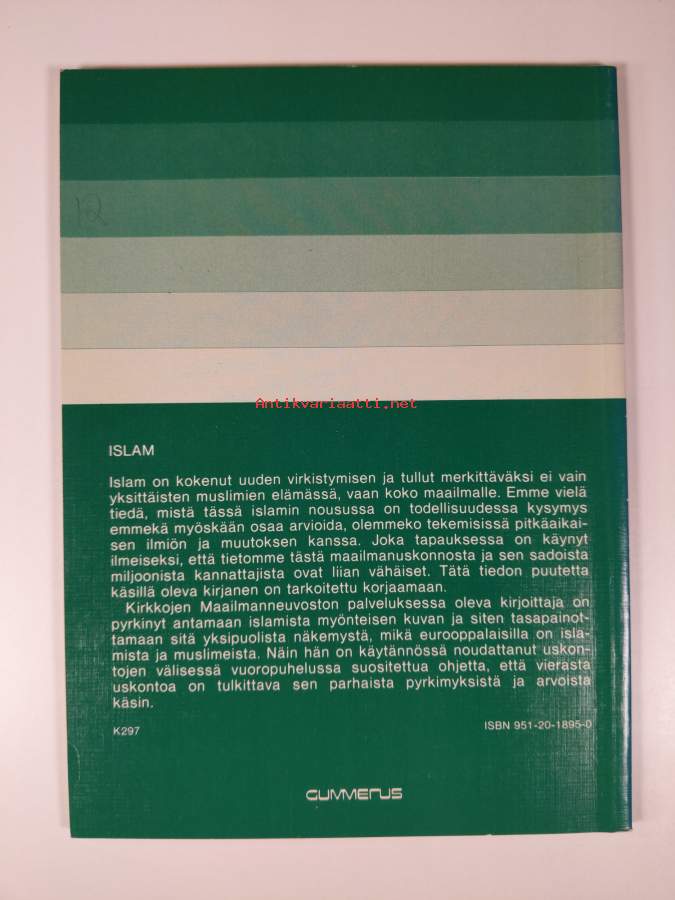 12
Antikvariaatti.net
ISLAM
Islam on kokenut uuden virkistymisen ja tullut merkittäväksi ei vain
yksittäisten muslimien elämässä, vaan koko maailmalle. Emme vielä
tiedä, mistä tässä islamin nousussa on todellisuudessa kysymys
emmekä myöskään osaa arvioida, olemmeko tekemisissä pitkäaikai-
sen ilmiön ja muutoksen kanssa. Joka tapauksessa on käynyt
ilmeiseksi, että tietomme tästä maailmanuskonnosta ja sen sadoista
miljoonista kannattajista ovat liian vähäiset. Tätä tiedon puutetta
käsillä oleva kirjanen on tarkoitettu korjaamaan.
Kirkkojen Maailmanneuvoston palveluksessa oleva kirjoittaja on
pyrkinyt antamaan islamista myönteisen kuvan ja siten tasapainot-
tamaan sitä yksipuolista näkemystä, mikä eurooppalaisilla on isla-
mista ja muslimeista. Näin hän on käytännössä noudattanut uskon-
tojen välisessä vuoropuhelussa suositettua ohjetta, että vierasta
uskontoa on tulkittava sen parhaista pyrkimyksistä ja arvoista
käsin.
K297
ISBN 951-20-1895-0
GUMMERUS